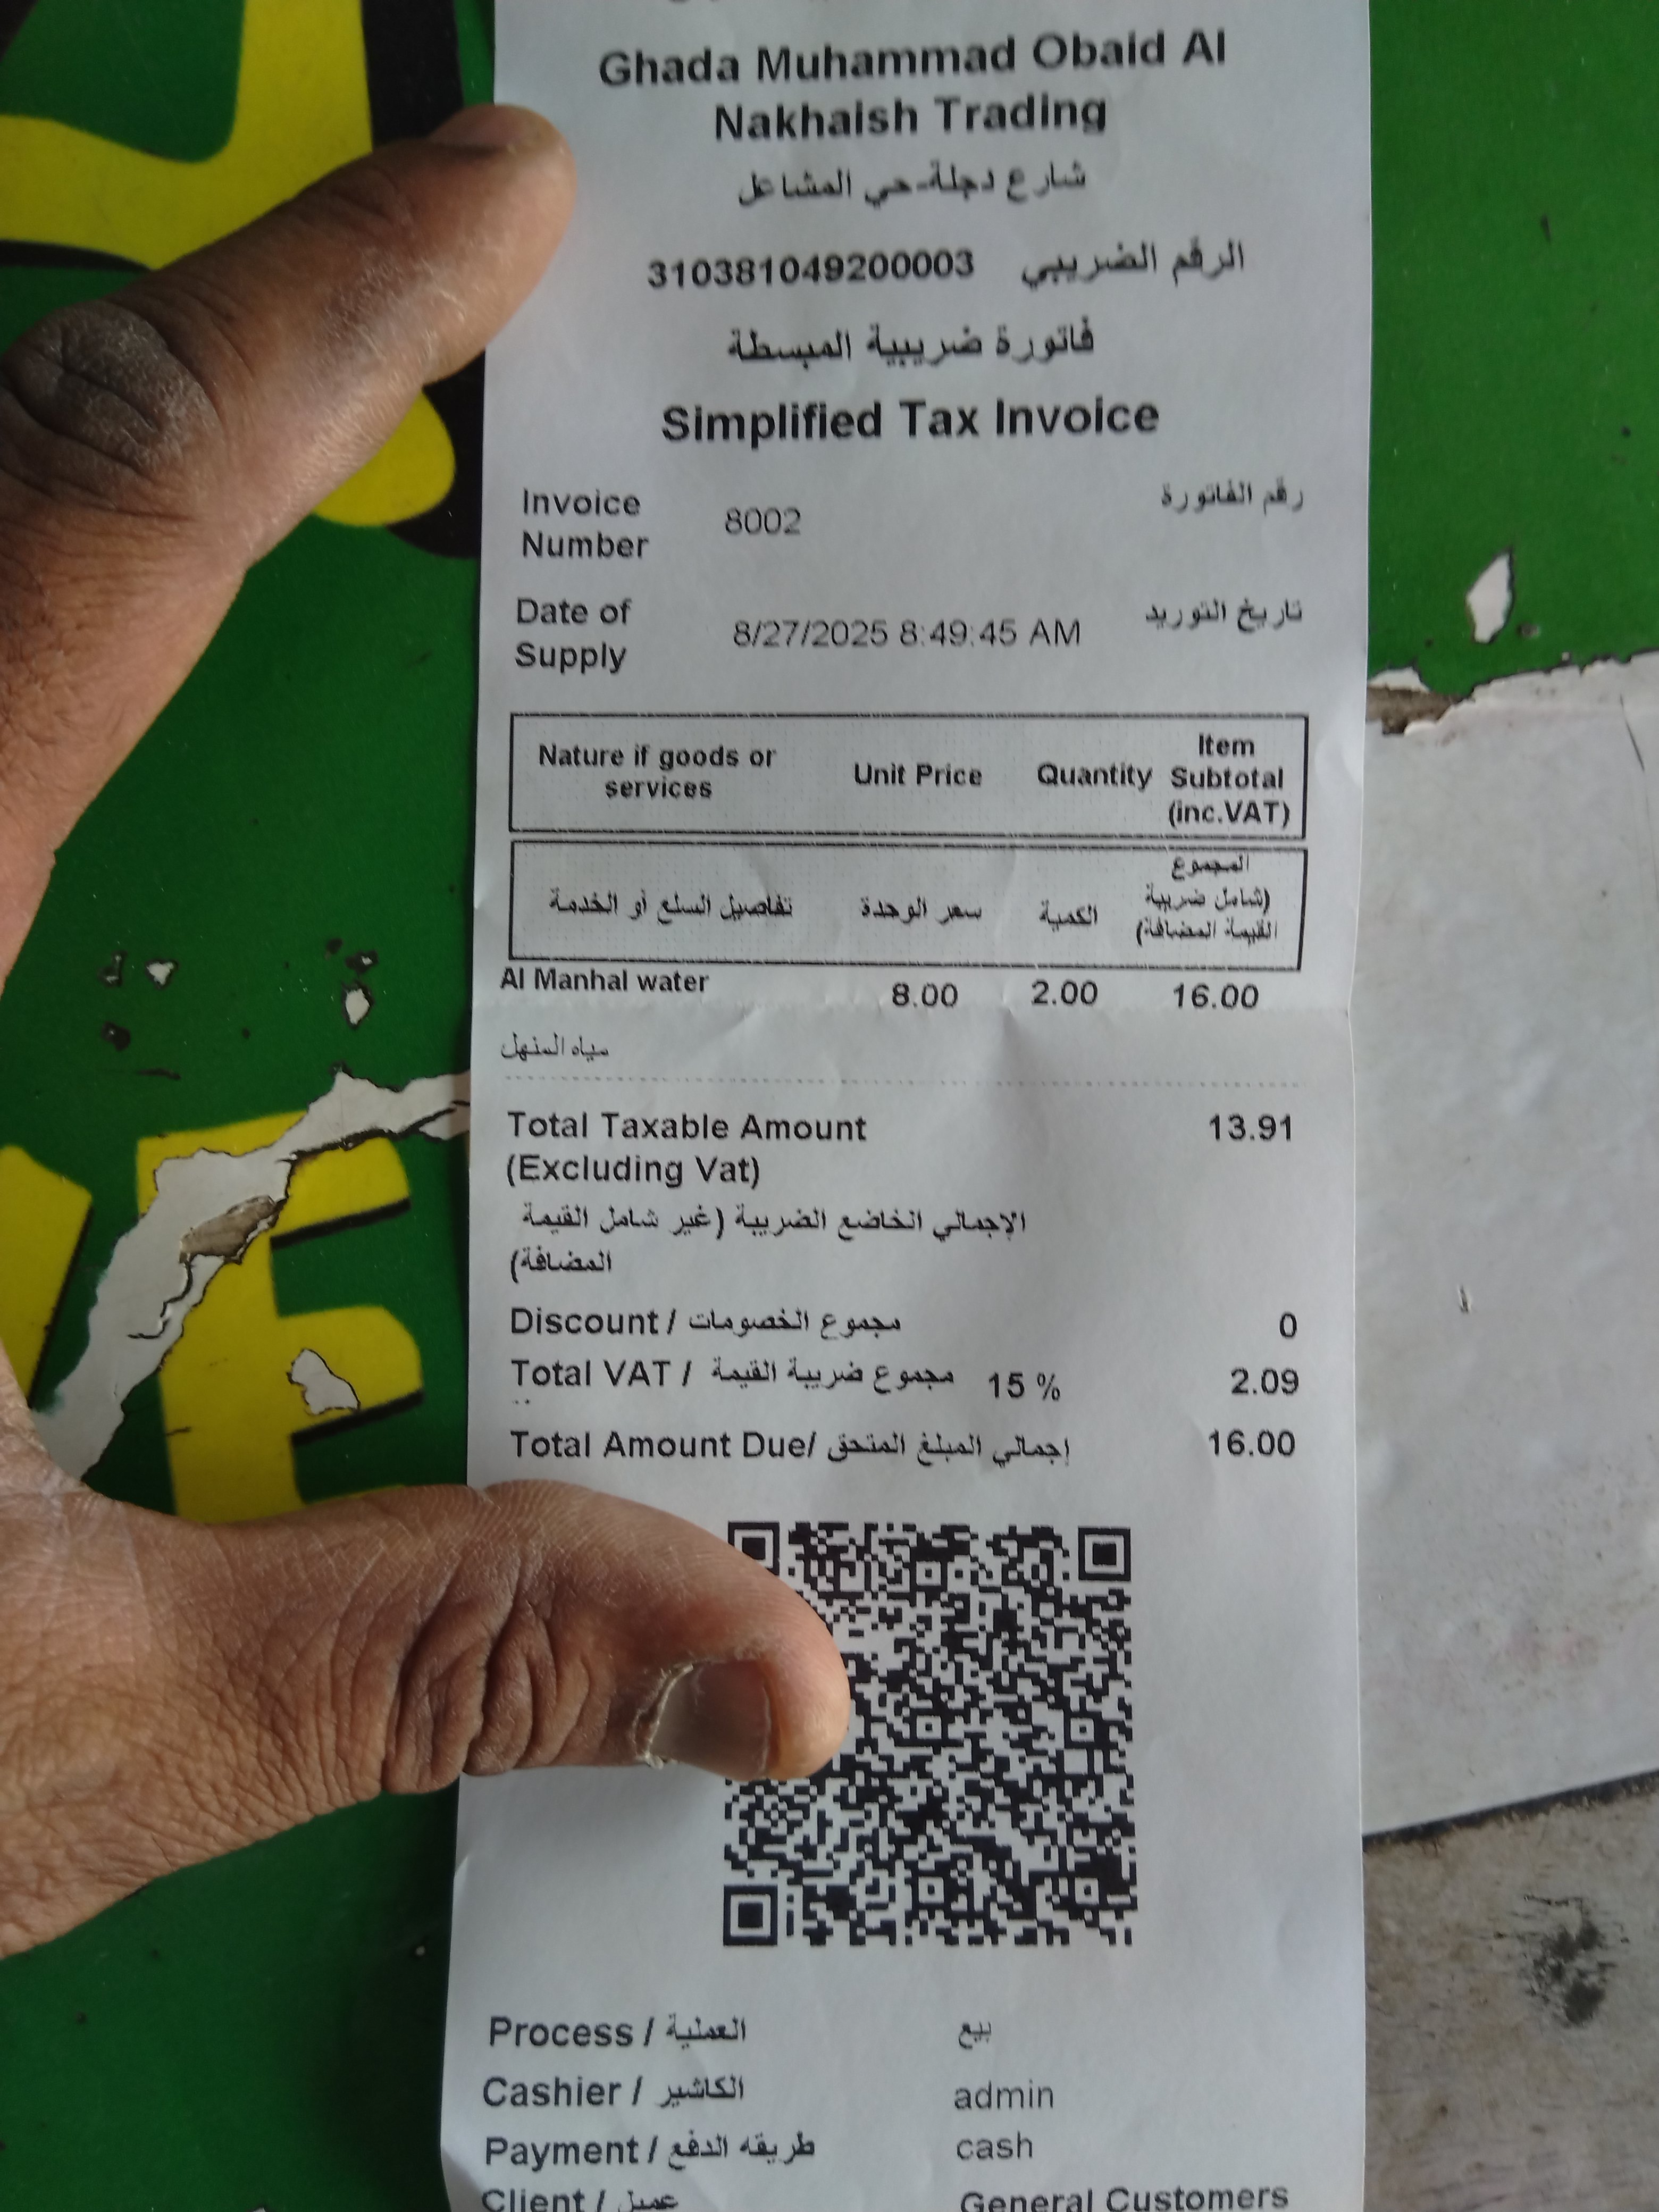 Ghada Muhammad Obaid Al
Nakhaish Trading
شارع دجلة-حي المشاعل
310381049200003 الرقم الضريبي
فاتورة ضريبية المبسطة
Simplified Tax Invoice
Invoice Number 8002 رقم الفاتورة
Date of Supply 8/27/2025 8:49:45 AM تاريخ التوريد
Nature if goods or services Unit Price Quantity Item Subtotal (inc.VAT)
تفاصيل السلع أو الخدمة سعر الوحدة الكمية المجموع (شامل ضريبة القيمة المضافة)
Al Manhal water 8.00 2.00 16.00
مياه المنهل
Total Taxable Amount 13.91
(Excluding Vat)
الإجمالي الخاضع الضريبة (غير شامل القيمة
المضافة)
Discount / مجموع الخصومات 0
Total VAT / مجموع ضريبة القيمة 15 % 2.09
Total Amount Due/ إجمالي المبلغ المتحق 16.00
Process / العملية بيع
Cashier / الكاشير admin
Payment / طريقه الدفع cash
Client / عميل General Customers